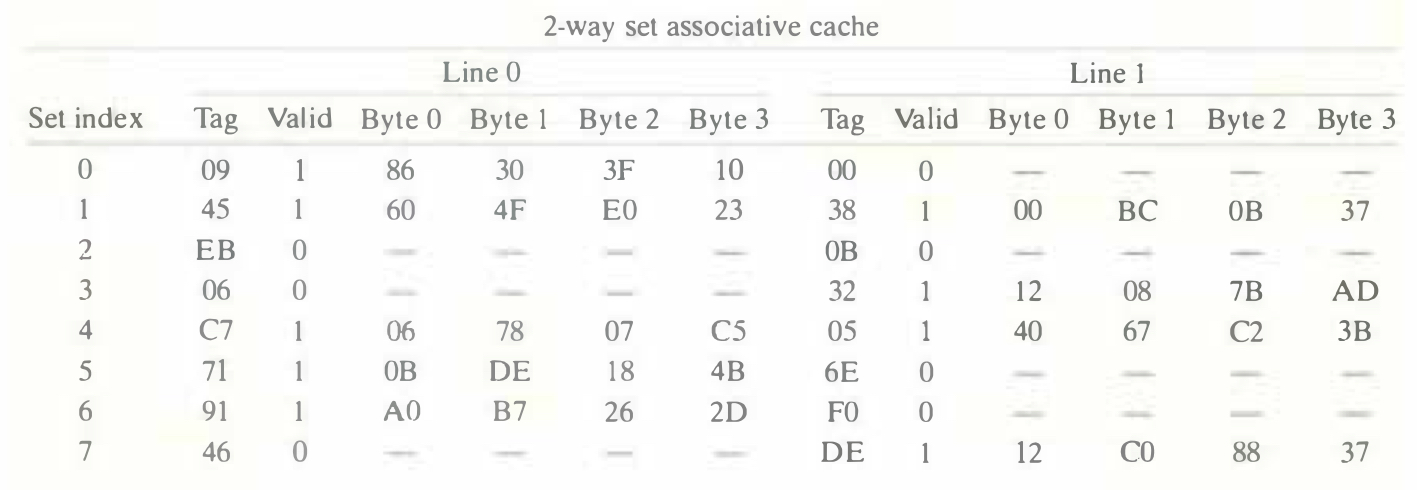 2-way set associative cache
Line 0 Line 1
Set index Tag Valid Byte 0 Byte 1 Byte 2 Byte 3 Tag Valid Byte 0 Byte 1 Byte 2 Byte 3
0 09 1 86 30 3F 10 00 0 — — — —
1 45 1 60 4F E0 23 38 1 00 BC 0B 37
2 EB 0 — — — — 0B 0 — — — —
3 06 0 — — — — 32 1 12 08 7B AD
4 C7 1 06 78 07 C5 05 1 40 67 C2 3B
5 71 1 0B DE 18 4B 6E 0 — — — —
6 91 1 A0 B7 26 2D F0 0 — — — —
7 46 0 — — — — DE 1 12 C0 88 37